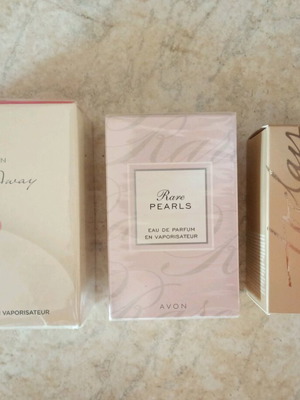 Away
VAPORISATEUR
Rare
PEARLS
EAU DE PARFUM
EN VAPORISATEUR
AVON